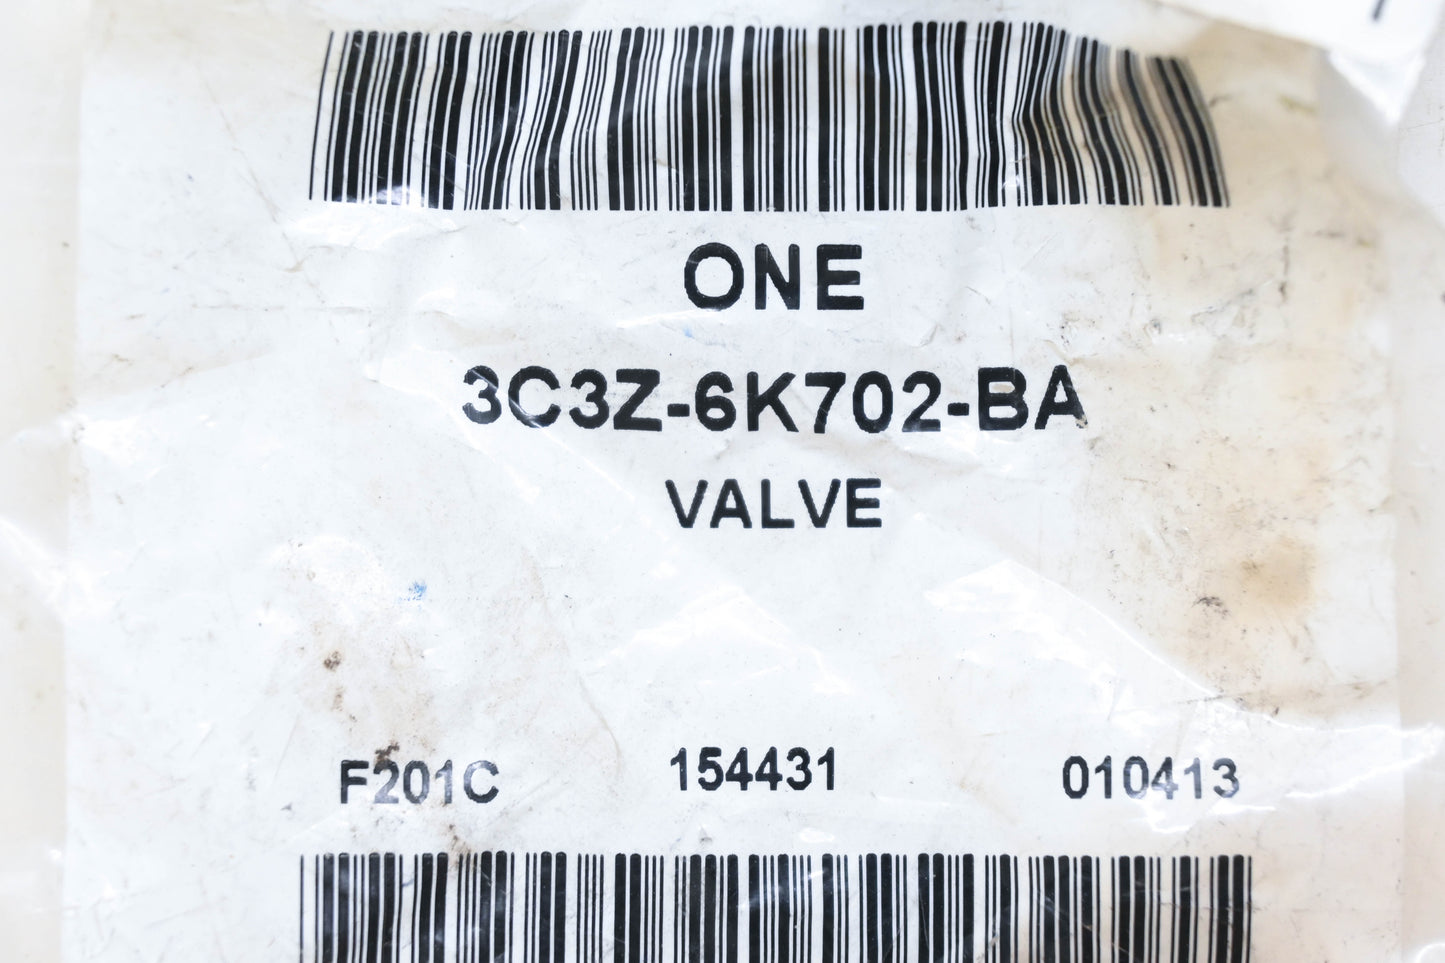 ONE
3C3Z-6K702-BA
VALVE
F201C 154431 010413